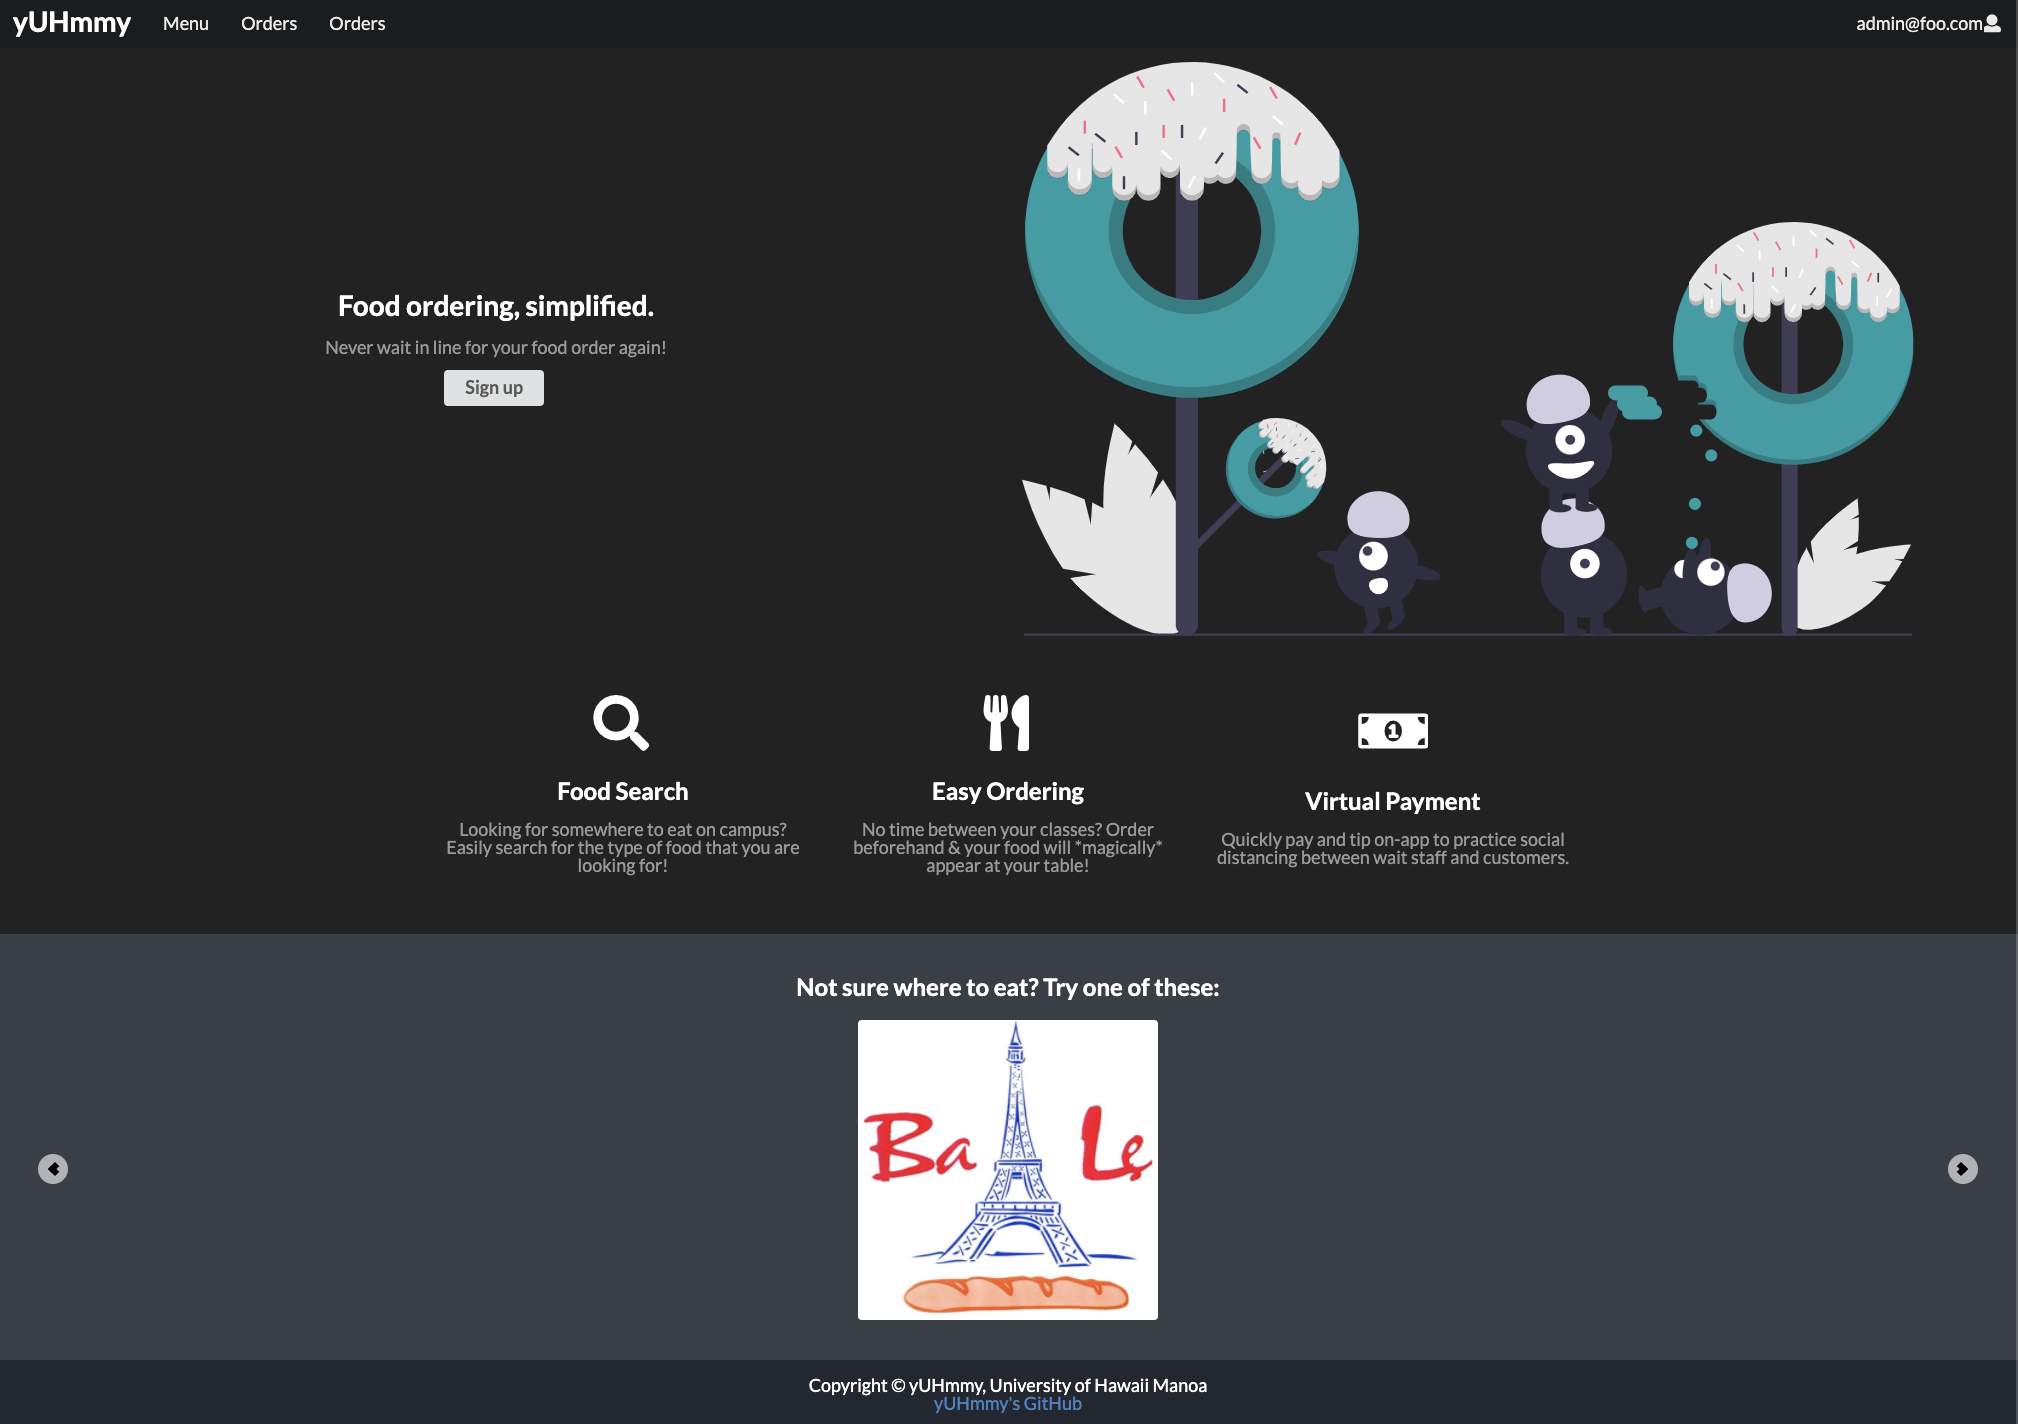 yUHmmy Menu Orders Orders admin@foo.com
Food ordering, simplified.
Never wait in line for your food order again!
Sign up
1
Food Search
Looking for somewhere to eat on campus?
Easily search for the type of food that you are
looking for!
Easy Ordering
No time between your classes? Order
beforehand & your food will *magically*
appear at your table!
Virtual Payment
Quickly pay and tip on-app to practice social
distancing between wait staff and customers.
Not sure where to eat? Try one of these:
Ba Lẹ
Copyright © yUHmmy, University of Hawaii Manoa
yUHmmy's GitHub